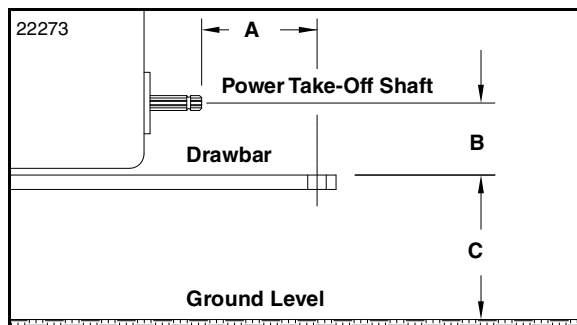 22273
A
Power Take-Off Shaft
B
Drawbar
C
Ground Level